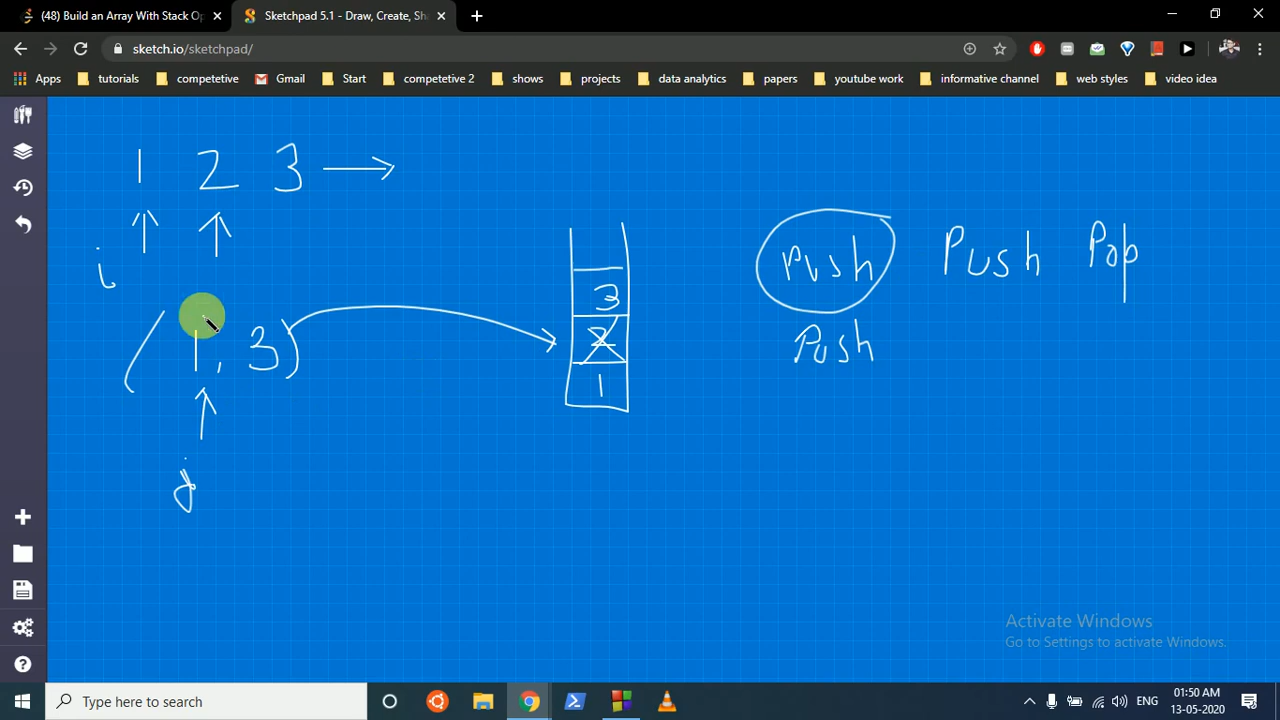 (48) Build an Array With Stack Op
Sketchpad 5.1 - Draw, Create, Sha
sketch.io/sketchpad/
Apps tutorials competetive Gmail Start competetive 2 shows projects data analytics papers youtube work informative channel web styles video idea
1 2 3
i
Push Push Pop
3
(1, 3)
2
Push
1
j
Activate Windows
Go to Settings to activate Windows.
Type here to search
ENG
01:50 AM
13-05-2020